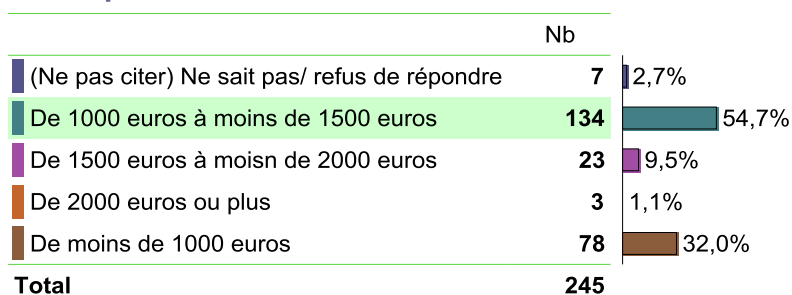 Nb
(Ne pas citer) Ne sait pas/ refus de répondre 7 2,7%
De 1000 euros à moins de 1500 euros 134 54,7%
De 1500 euros à moisn de 2000 euros 23 9,5%
De 2000 euros ou plus 3 1,1%
De moins de 1000 euros 78 32,0%
Total 245